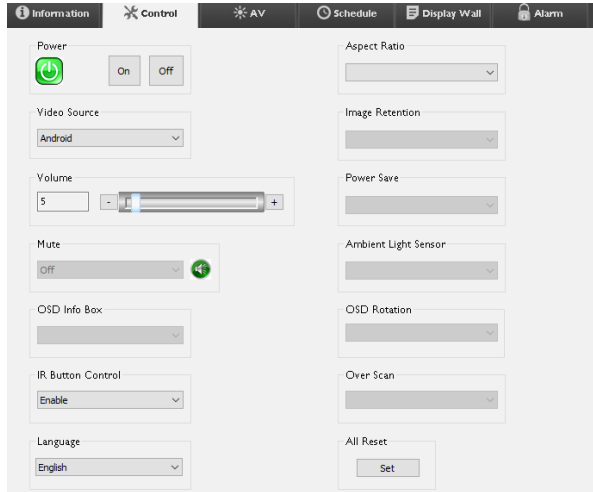 Information
Control
AV
Schedule
Display Wall
Alarm
Power
On
Off
Video Source
Android
Volume
5
-
+
Mute
Off
OSD Info Box
IR Button Control
Enable
Language
English
Aspect Ratio
Image Retention
Power Save
Ambient Light Sensor
OSD Rotation
Over Scan
All Reset
Set